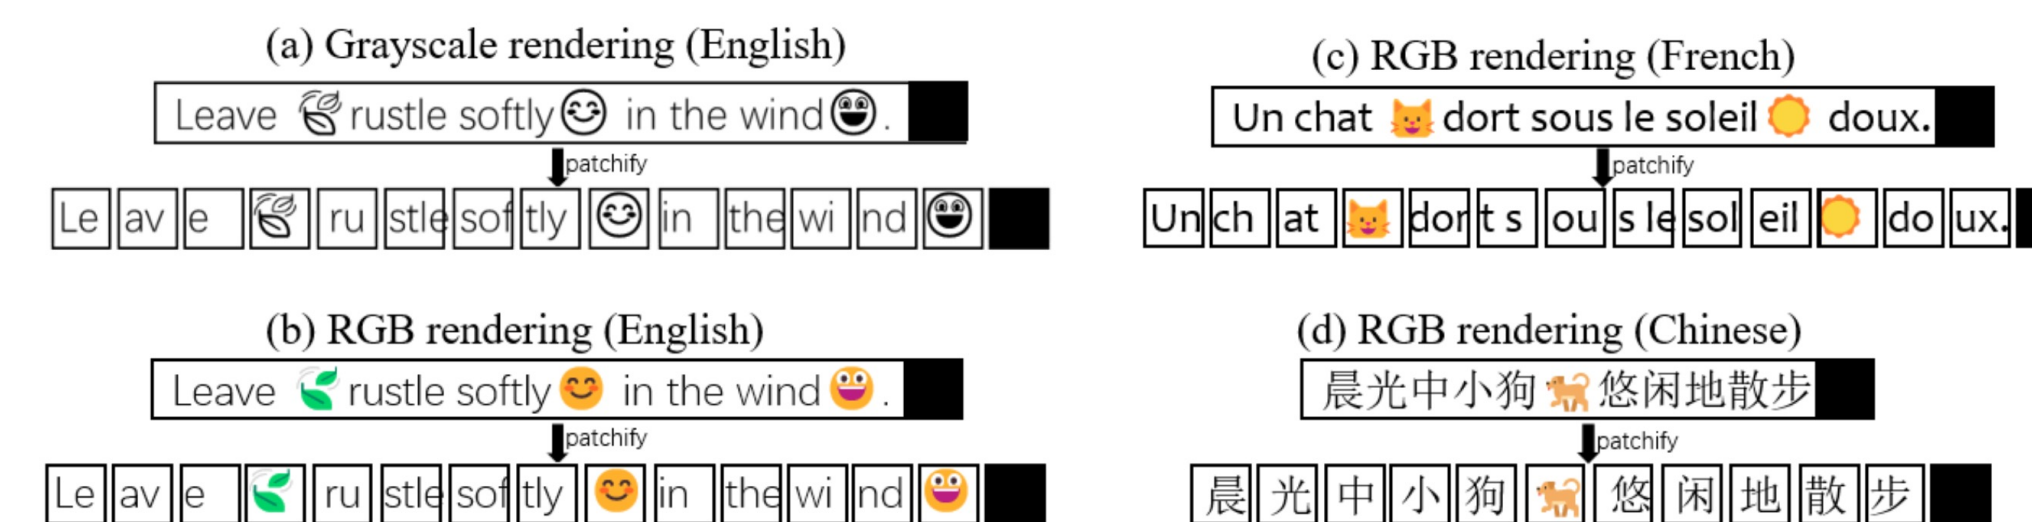 (a) Grayscale rendering (English)
Leave 🍃 rustle softly 😊 in the wind 😀 .
patchify
Le av e 🍃 ru stle sof tly 😊 in the wi nd 😀
(b) RGB rendering (English)
Leave 🍃 rustle softly 😊 in the wind 😀 .
patchify
Le av e 🍃 ru stle sof tly 😊 in the wi nd 😀
(c) RGB rendering (French)
Un chat 😺 dort sous le soleil ☀️ doux.
patchify
Un ch at 😺 dor t s ou s le sol eil ☀️ do ux.
(d) RGB rendering (Chinese)
晨光中小狗🐕悠闲地散步
patchify
晨 光 中 小 狗 🐕 悠 闲 地 散 步